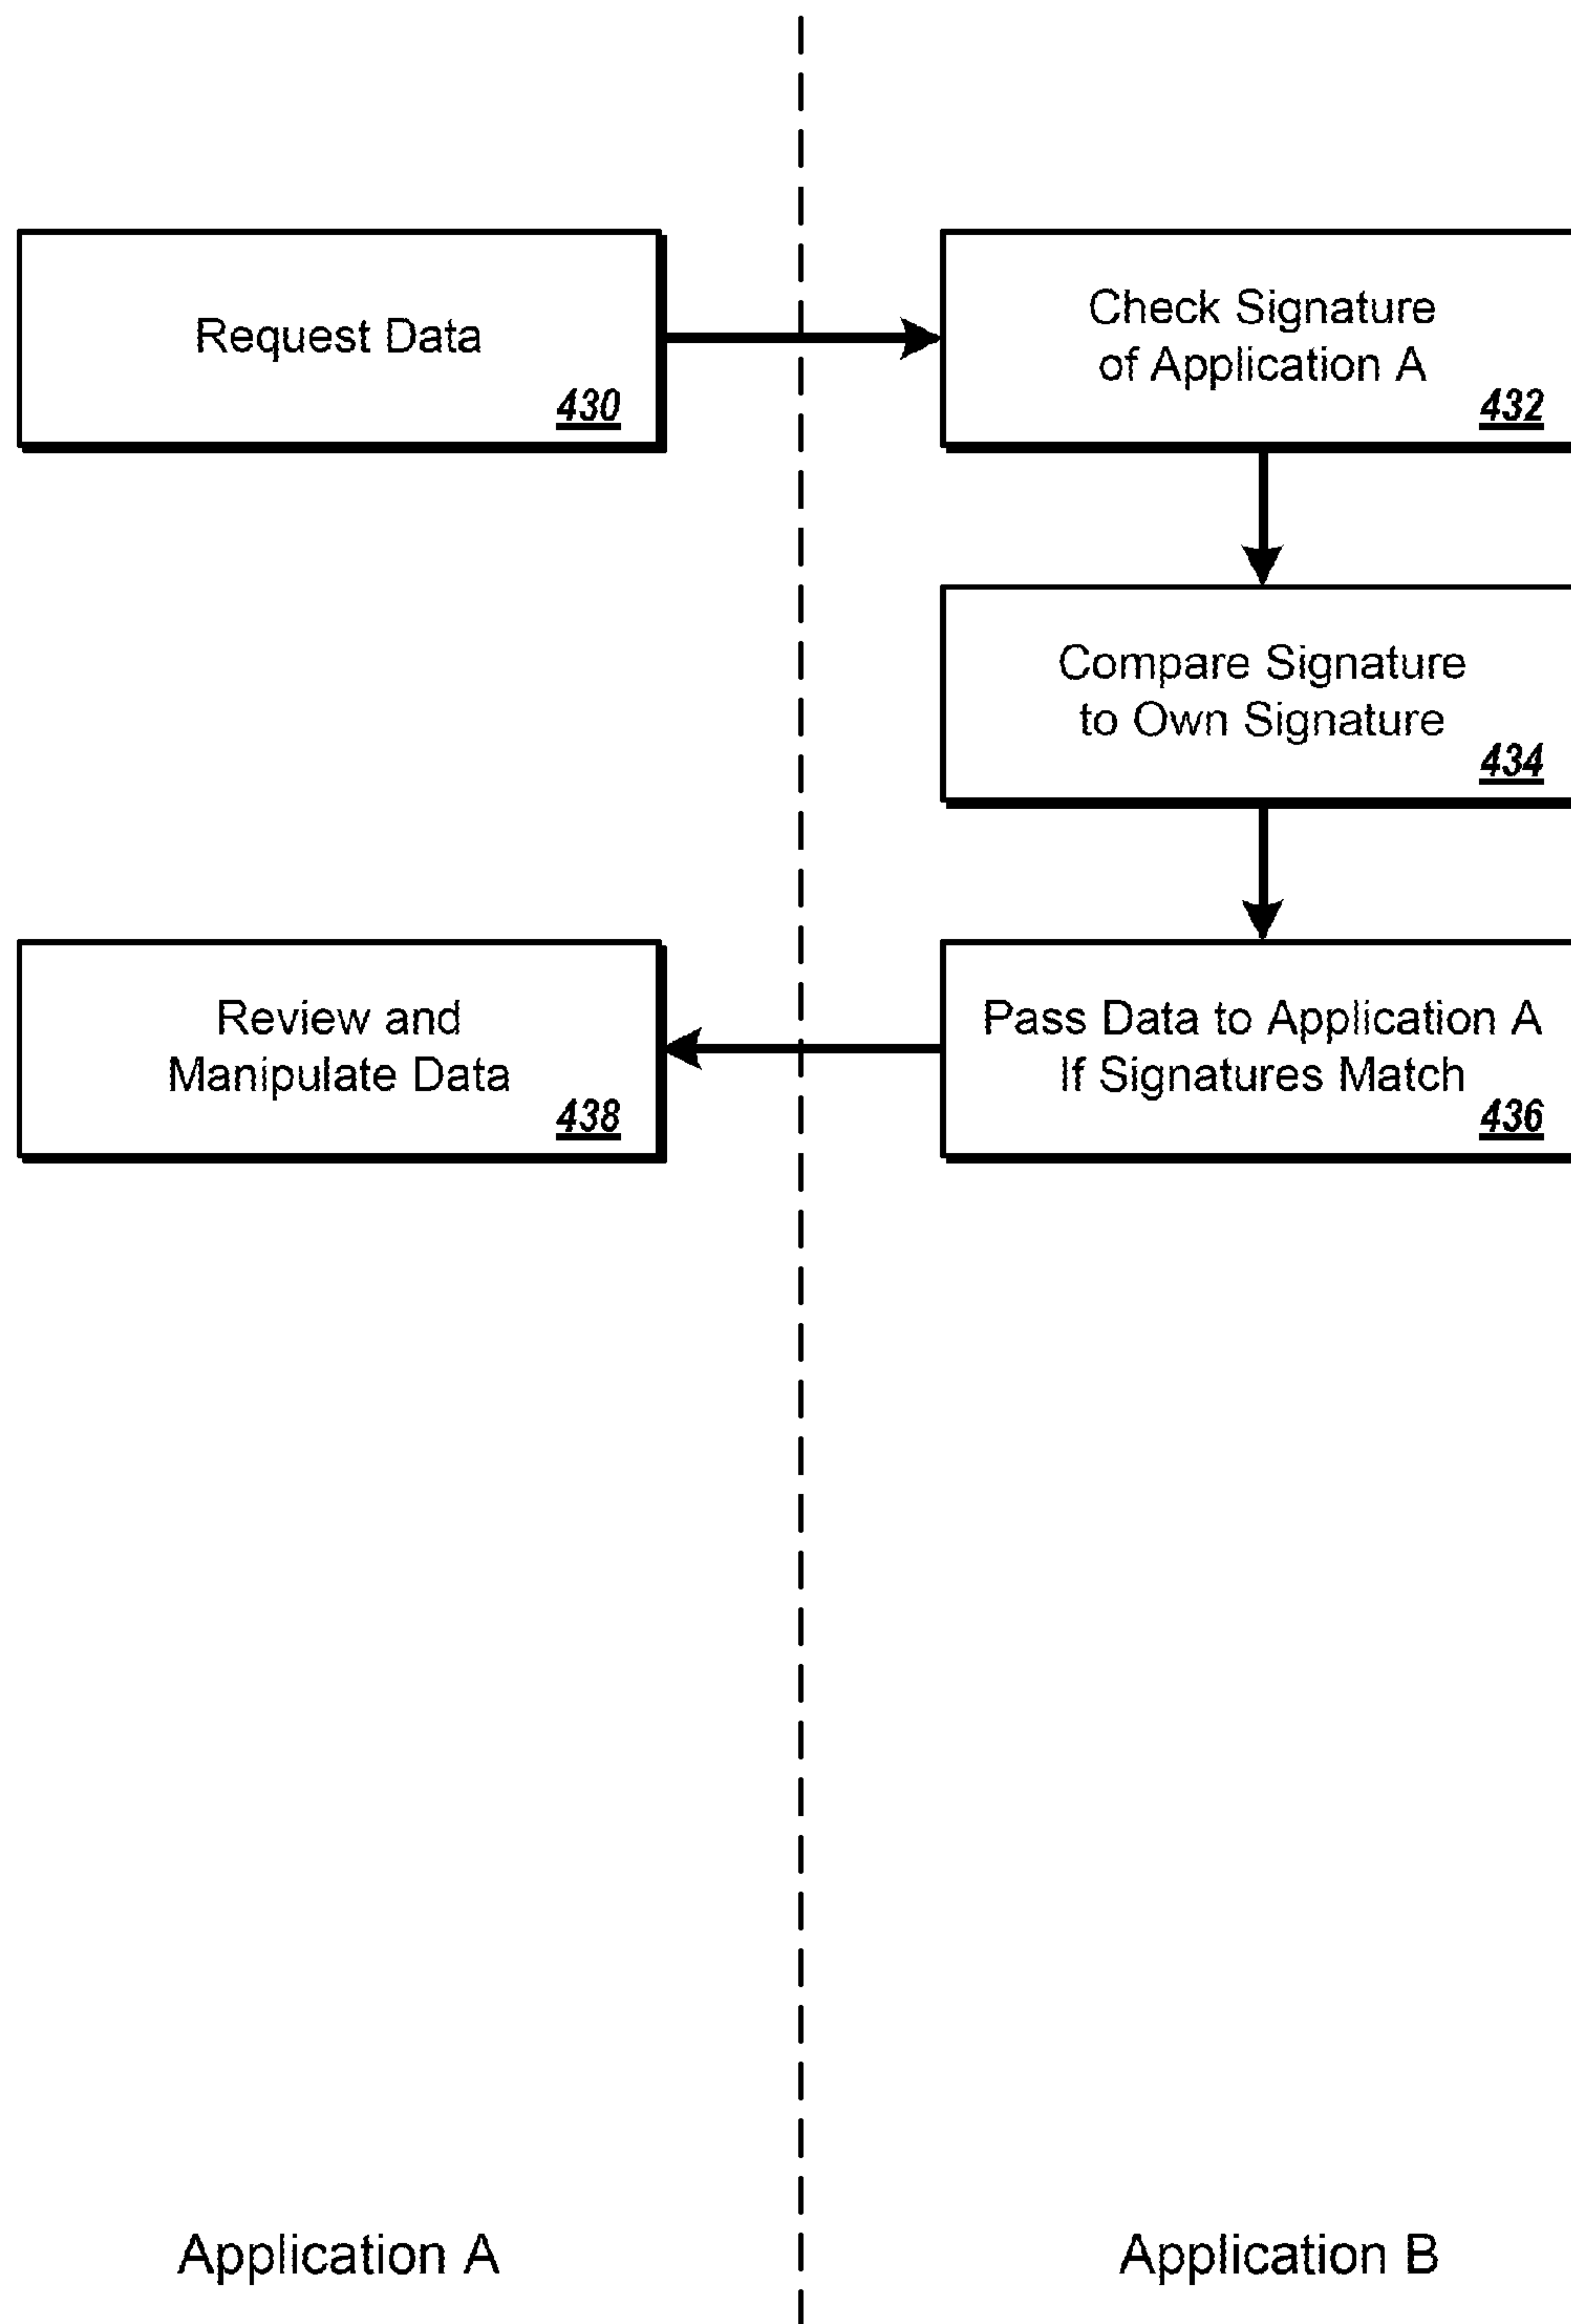 Request Data
430
Check Signature
of Application A
432
Compare Signature
to Own Signature
434
Pass Data to Application A
If Signatures Match
436
Review and
Manipulate Data
438
Application A
Application B